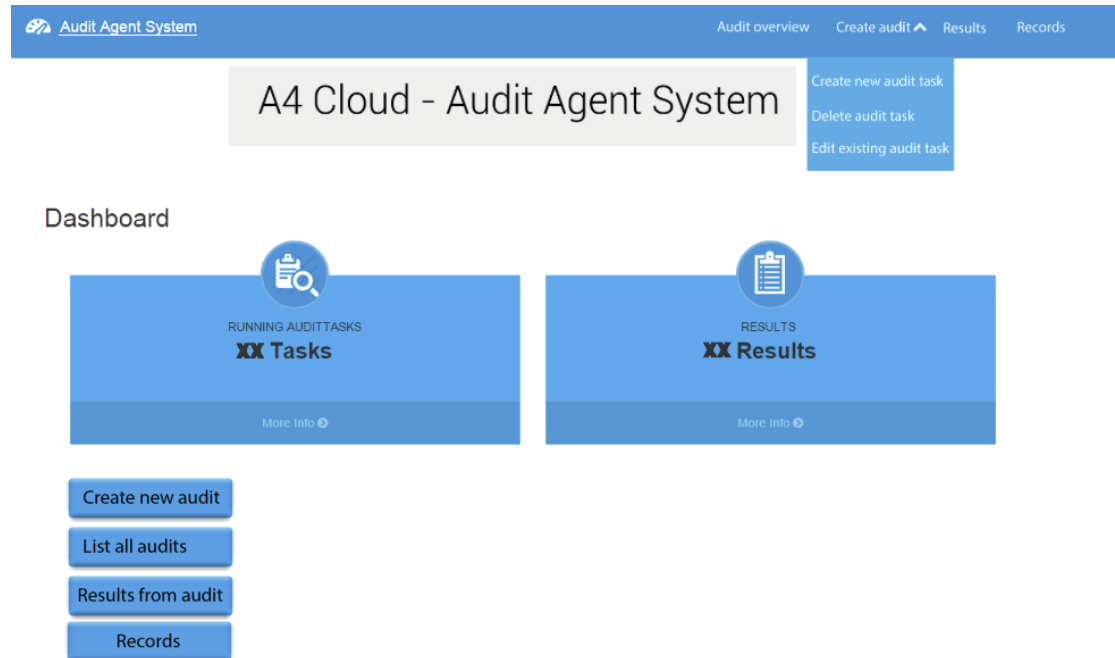 Audit Agent System
Audit overview Create audit Results Records
Create new audit task
Delete audit task
Edit existing audit task
A4 Cloud - Audit Agent System
Dashboard
RUNNING AUDITTASKS
XX Tasks
More Info
RESULTS
XX Results
More Info
Create new audit
List all audits
Results from audit
Records